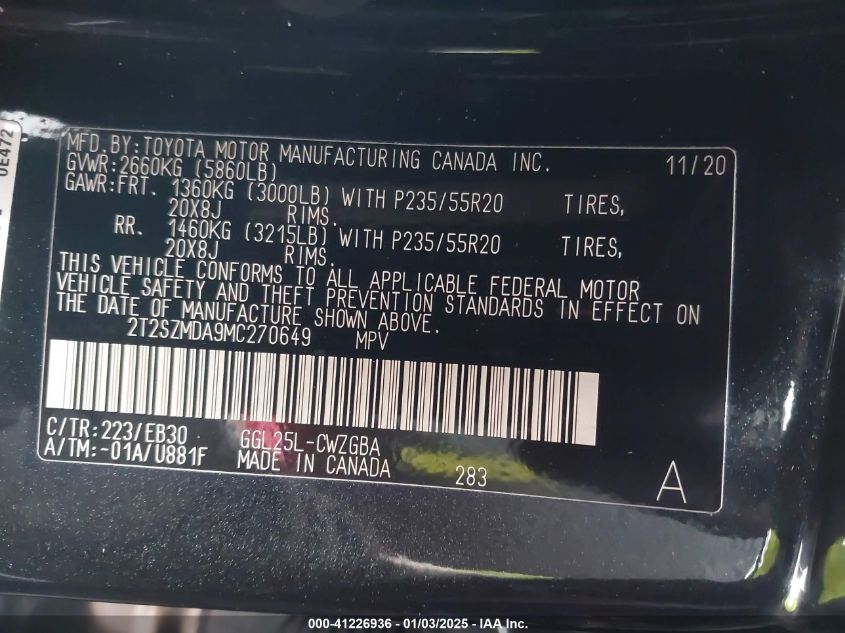 0E472
MFD.BY:TOYOTA MOTOR MANUFACTURING CANADA INC. 11/20
GVWR:2660KG (5860LB)
GAWR:FRT. 1360KG (3000LB) WITH P235/55R20 TIRES,
20X8J RIMS.
RR. 1460KG (3215LB) WITH P235/55R20 TIRES,
20X8J RIMS.
THIS VEHICLE CONFORMS TO ALL APPLICABLE FEDERAL MOTOR
VEHICLE SAFETY AND THEFT PREVENTION STANDARDS IN EFFECT ON
THE DATE OF MANUFACTURE SHOWN ABOVE.
2T2SZMDA9MC270649 MPV
C/TR:223/EB30 GGL25L-CWZGBA
A/TM:-01A/U881F MADE IN CANADA 283 A
000-41226936 - 01/03/2025 - U.S.A - IAA Inc.